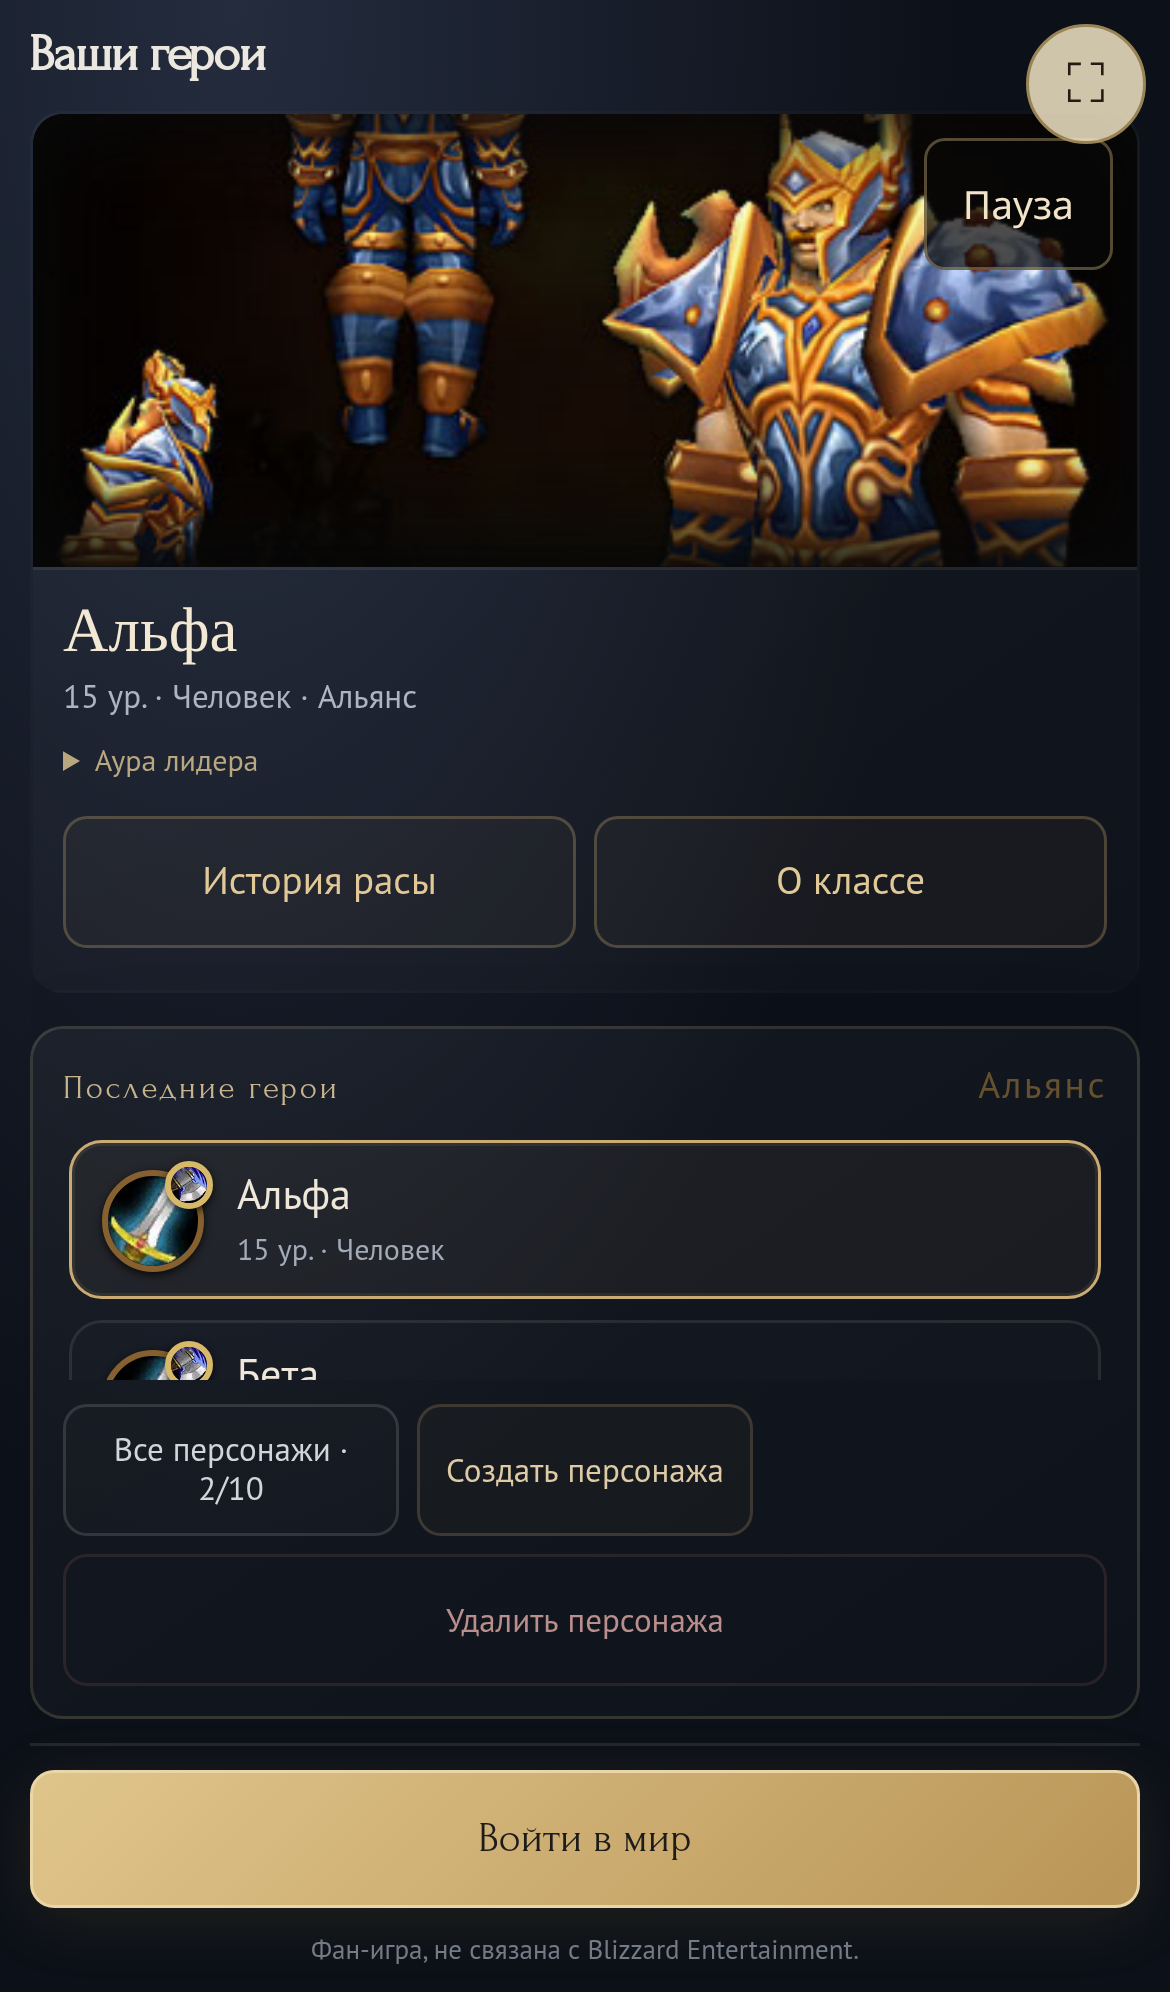 Ваши герои
Пауза
Альфа
15 ур. · Человек · Альянс
Аура лидера
История расы
О классе
Последние герои
Альянс
Альфа
15 ур. · Человек
Бета
Все персонажи ·
2/10
Создать персонажа
Удалить персонажа
Войти в мир
Фан-игра, не связана с Blizzard Entertainment.